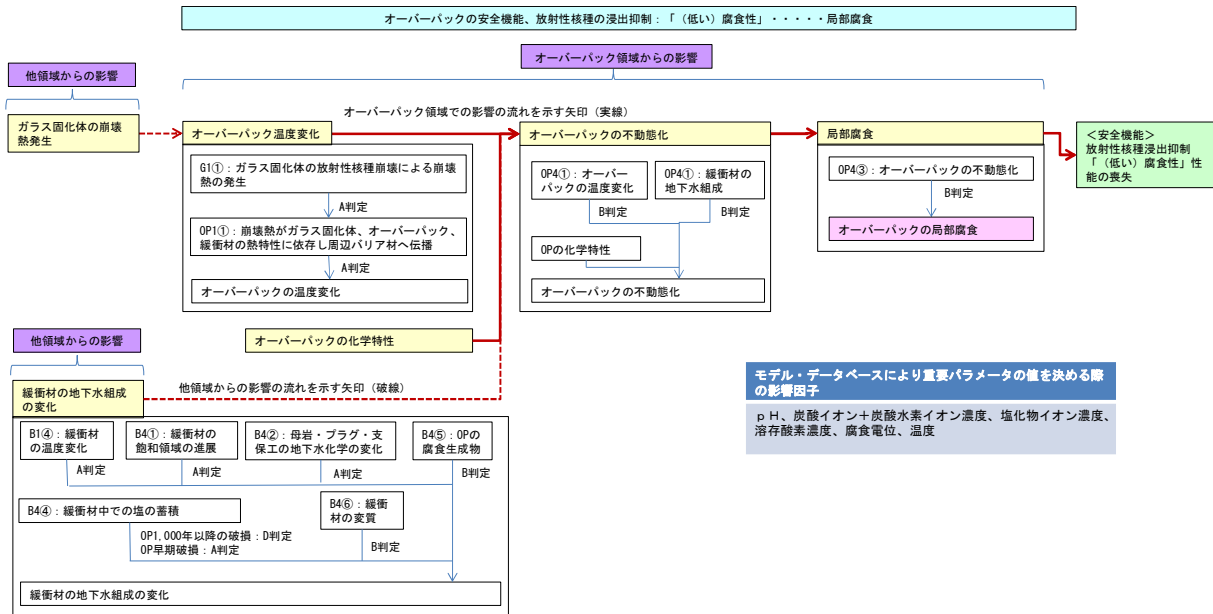 オーバーパックの安全機能、放射性核種の浸出抑制：「（低い）腐食性」・・・・・局部腐食
オーバーパック領域からの影響
他領域からの影響
オーバーパック領域での影響の流れを示す矢印（実線）
ガラス固化体の崩壊
熱発生
オーバーパック温度変化
G1①：ガラス固化体の放射性核種崩壊による崩壊
熱の発生
A判定
OP1①：崩壊熱がガラス固化体、オーバーパック、
緩衝材の熱特性に依存し周辺バリア材へ伝播
A判定
オーバーパックの温度変化
オーバーパックの不動態化
OP4①：オーバー
パックの温度変化
OP4①：緩衝材の
地下水組成
B判定
B判定
OPの化学特性
オーバーパックの不動態化
局部腐食
OP4③：オーバーパックの不動態化
B判定
オーバーパックの局部腐食
＜安全機能＞
放射性核種浸出抑制
「（低い）腐食性」性
能の喪失
他領域からの影響
オーバーパックの化学特性
他領域からの影響の流れを示す矢印（破線）
緩衝材の地下水組成
の変化
B1④：緩衝材
の温度変化
B4①：緩衝材の
飽和領域の進展
B4②：母岩・プラグ・支
保工の地下水化学の変化
B4⑤：OPの
腐食生成物
A判定
A判定
A判定
B判定
B4④：緩衝材中での塩の蓄積
B4⑥：緩衝
材の変質
OP1,000年以降の破損：D判定
OP早期破損：A判定
B判定
緩衝材の地下水組成の変化
モデル・データベースにより重要パラメータの値を決める際
の影響因子
ｐＨ、炭酸イオン＋炭酸水素イオン濃度、塩化物イオン濃度、
溶存酸素濃度、腐食電位、温度